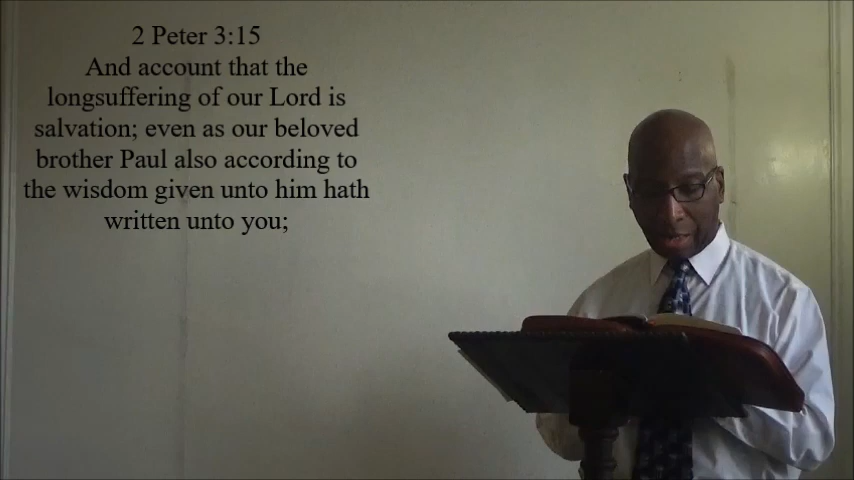 2 Peter 3:15
And account that the
longsuffering of our Lord is
salvation; even as our beloved
brother Paul also according to
the wisdom given unto him hath
written unto you;